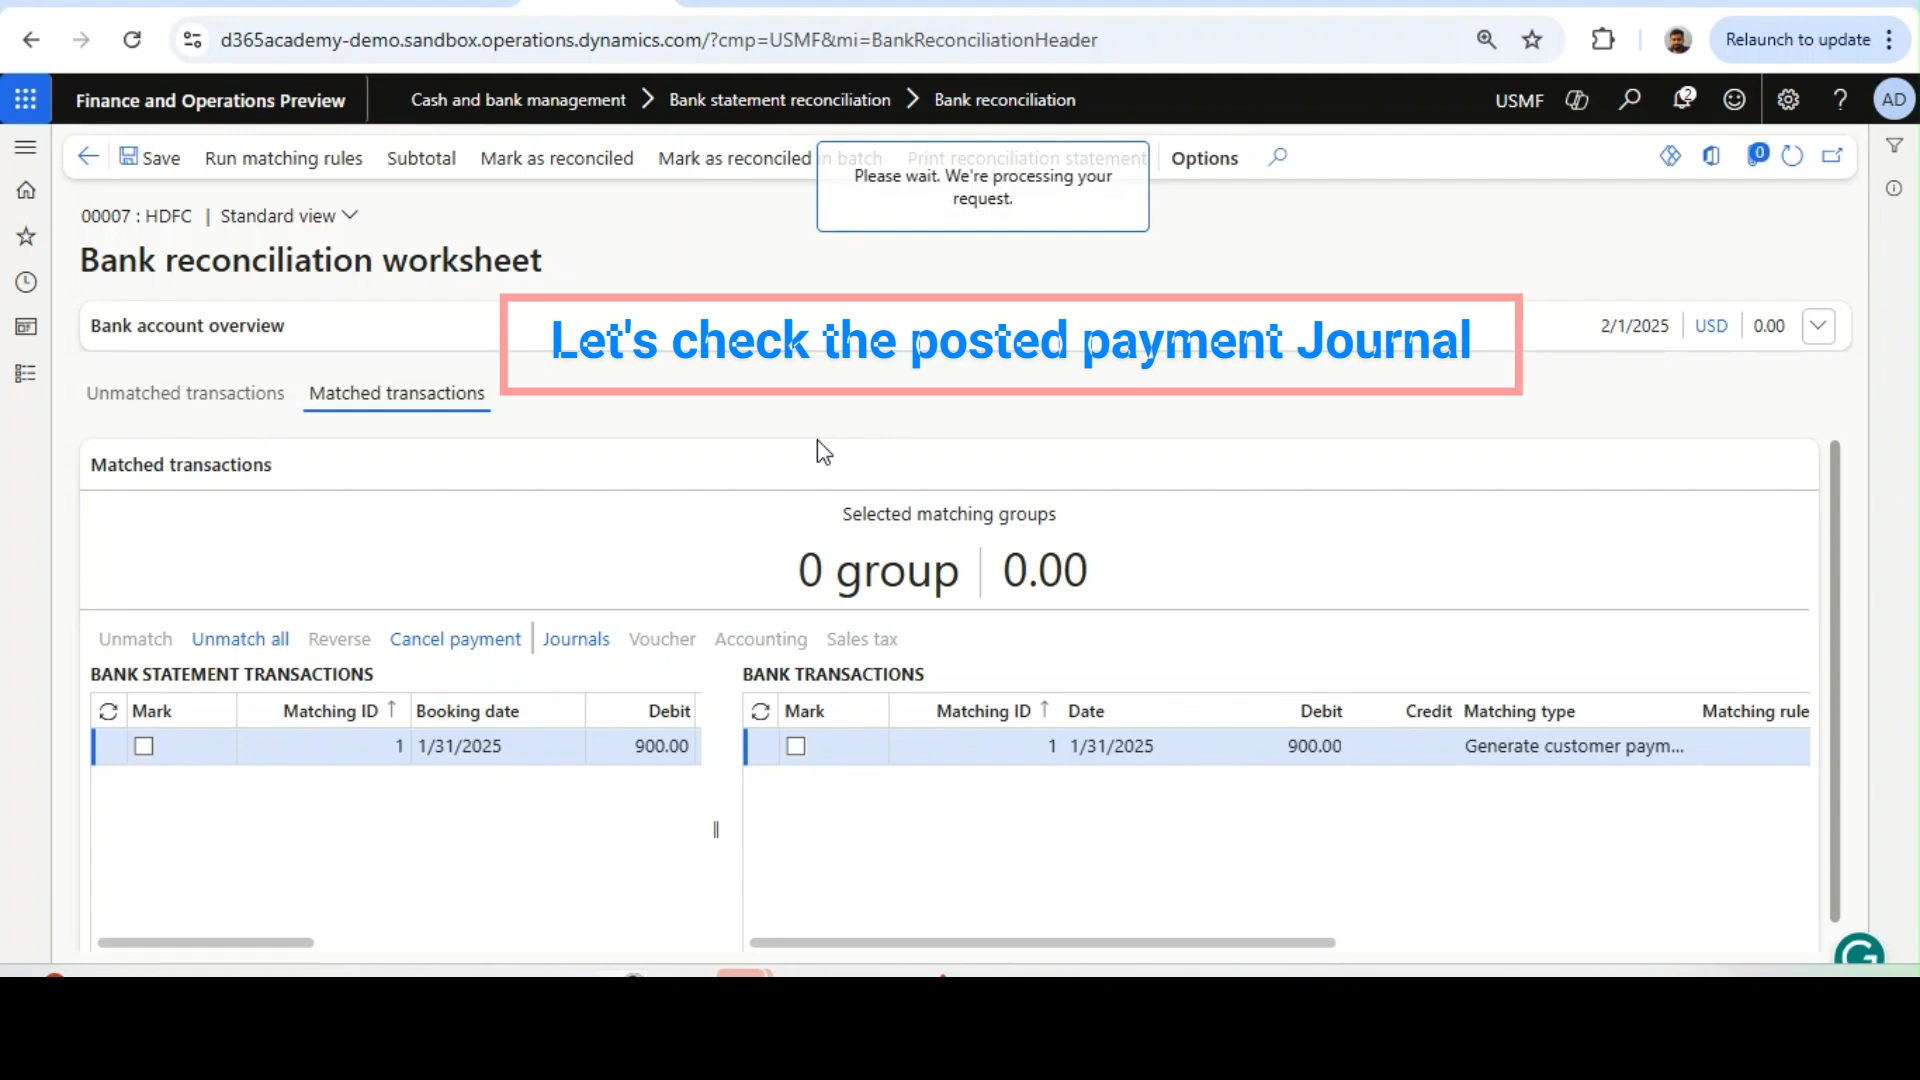 d365academy-demo.sandbox.operations.dynamics.com/?cmp=USMF&mi=BankReconciliationHeader
Relaunch to update
Finance and Operations Preview
Cash and bank management
Bank statement reconciliation
Bank reconciliation
USMF
2
?
AD
Save
Run matching rules
Subtotal
Mark as reconciled
Mark as reconciled in batch
Print reconciliation statement
Options
0
Please wait. We're processing your
request.
00007 : HDFC | Standard view
Bank reconciliation worksheet
Bank account overview
Let's check the posted payment Journal
2/1/2025
USD
0.00
Unmatched transactions
Matched transactions
Matched transactions
Selected matching groups
0 group
0.00
Unmatch
Unmatch all
Reverse
Cancel payment
Journals
Voucher
Accounting
Sales tax
BANK STATEMENT TRANSACTIONS
BANK TRANSACTIONS
Mark Matching ID ↑ Booking date Debit
1 1/31/2025 900.00
Mark Matching ID ↑ Date Debit Credit Matching type Matching rule
1 1/31/2025 900.00 Generate customer paym...